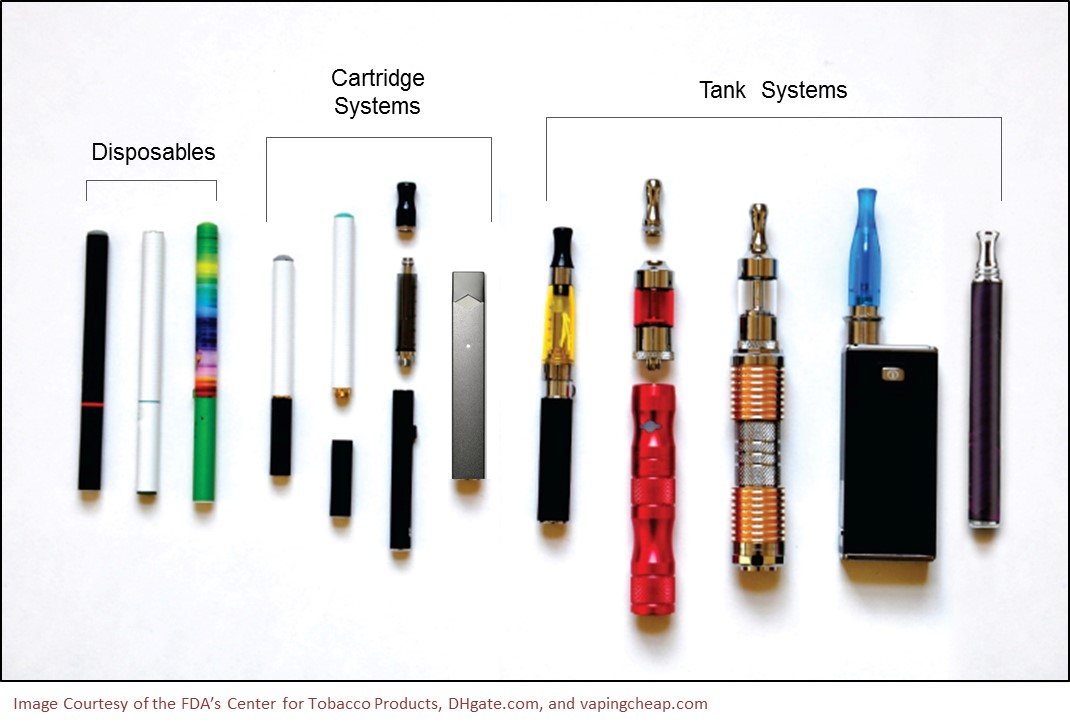 Cartridge
Systems
Tank Systems
Disposables
Image Courtesy of the FDA's Center for Tobacco Products, DHgate.com, and vapingcheap.com